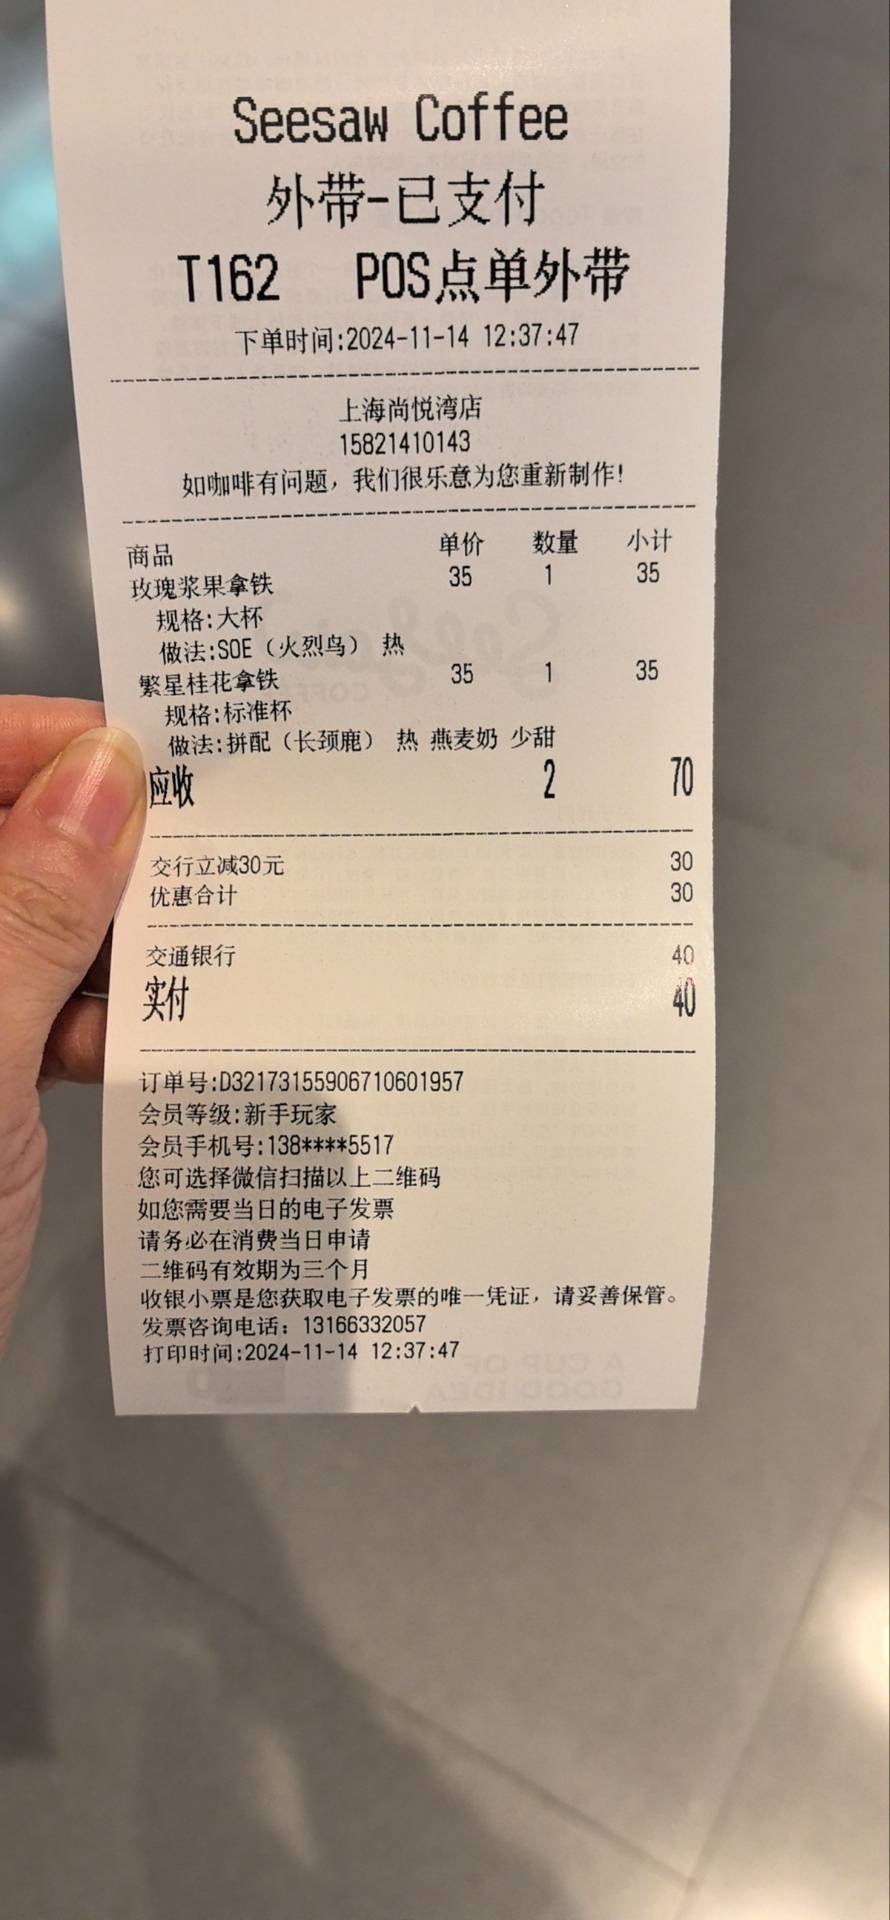 Seesaw Coffee
外带-已支付
T162 POS点单外带
下单时间:2024-11-14 12:37:47
上海尚悦湾店
15821410143
如咖啡有问题，我们很乐意为您重新制作!
商品 单价 数量 小计
玫瑰浆果拿铁 35 1 35
规格:大杯
做法:SOE（火烈鸟） 热
繁星桂花拿铁 35 1 35
规格:标准杯
做法:拼配（长颈鹿） 热 燕麦奶 少甜
应收 2 70
交行立减30元 30
优惠合计 30
交通银行 40
实付 40
订单号:D32173155906710601957
会员等级:新手玩家
会员手机号:138****5517
您可选择微信扫描以上二维码
如您需要当日的电子发票
请务必在消费当日申请
二维码有效期为三个月
收银小票是您获取电子发票的唯一凭证，请妥善保管。
发票咨询电话：13166332057
打印时间:2024-11-14 12:37:47
A CUP OF
GOOD IDEA